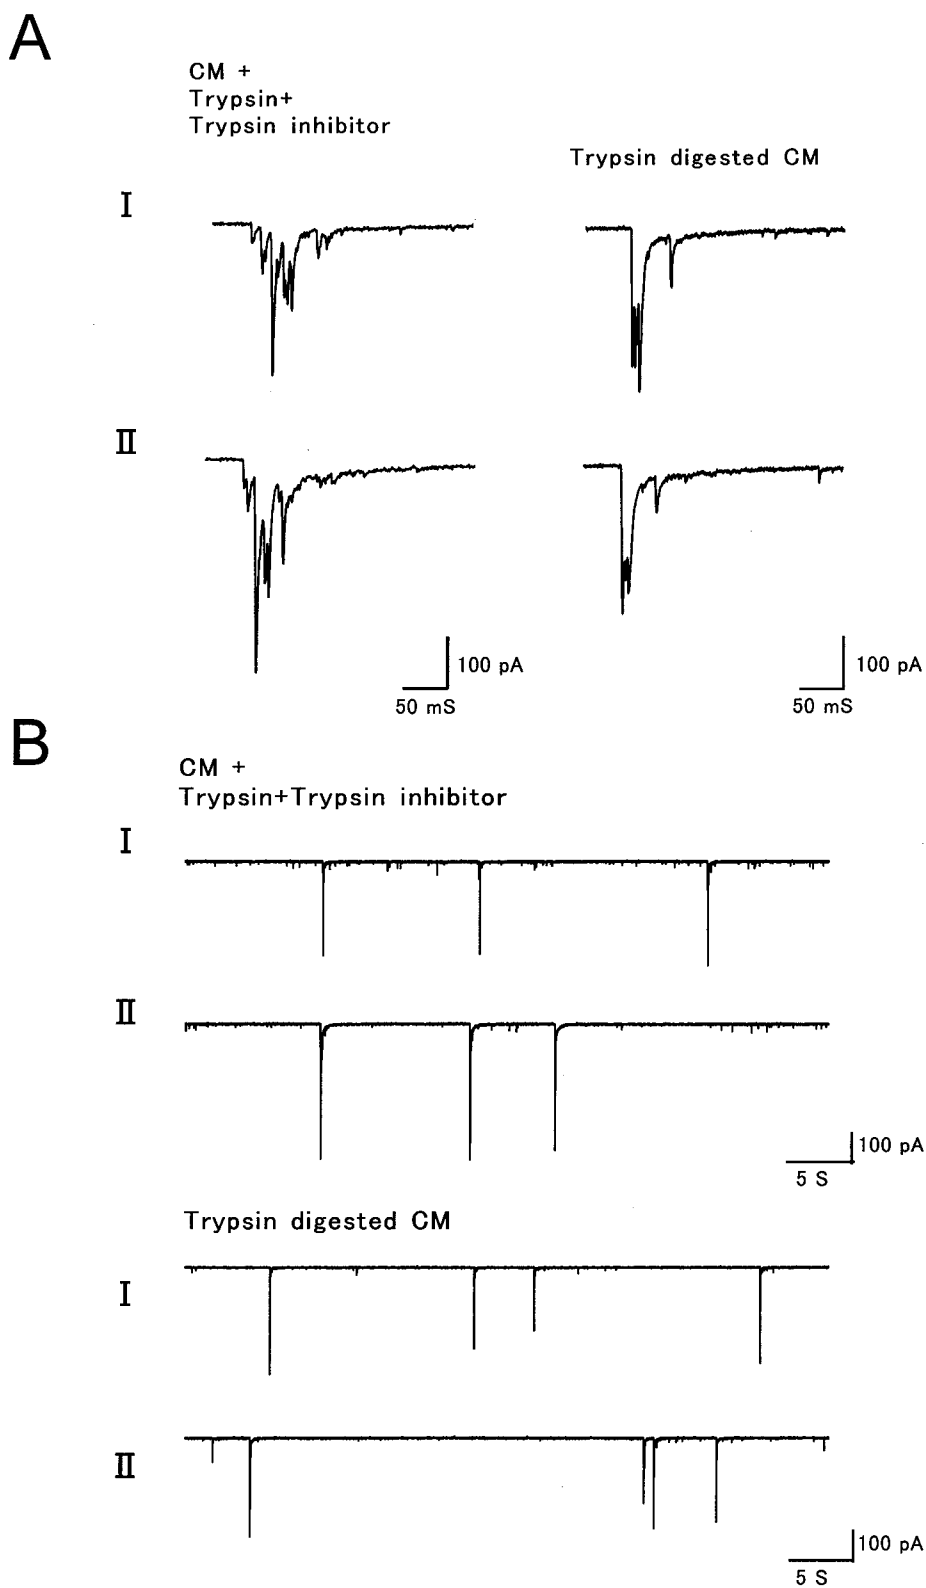 A
CM +
Trypsin+
Trypsin inhibitor
Trypsin digested CM
I
II
100 pA
50 mS
100 pA
50 mS
B
CM +
Trypsin+Trypsin inhibitor
I
II
100 pA
5 S
Trypsin digested CM
I
II
100 pA
5 S